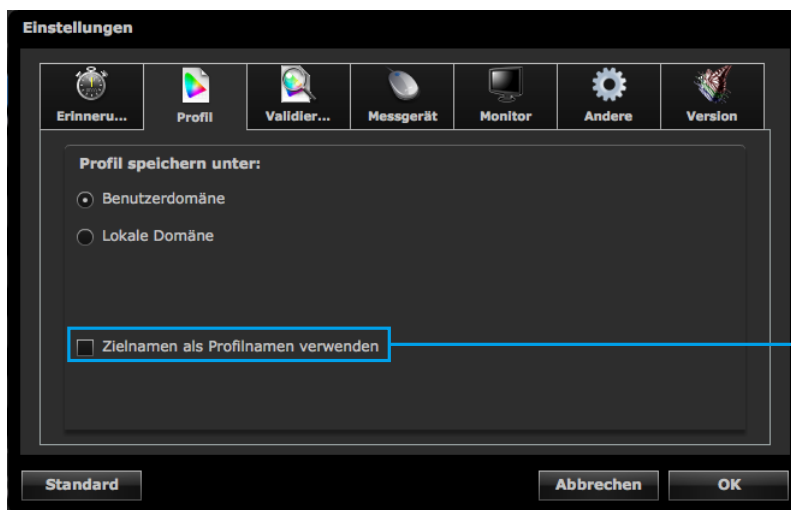 Einstellungen
Erinneru...
Profil
Validier...
Messgerät
Monitor
Andere
Version
Profil speichern unter:
Benutzerdomäne
Lokale Domäne
Zielnamen als Profilnamen verwenden
Standard
Abbrechen
OK